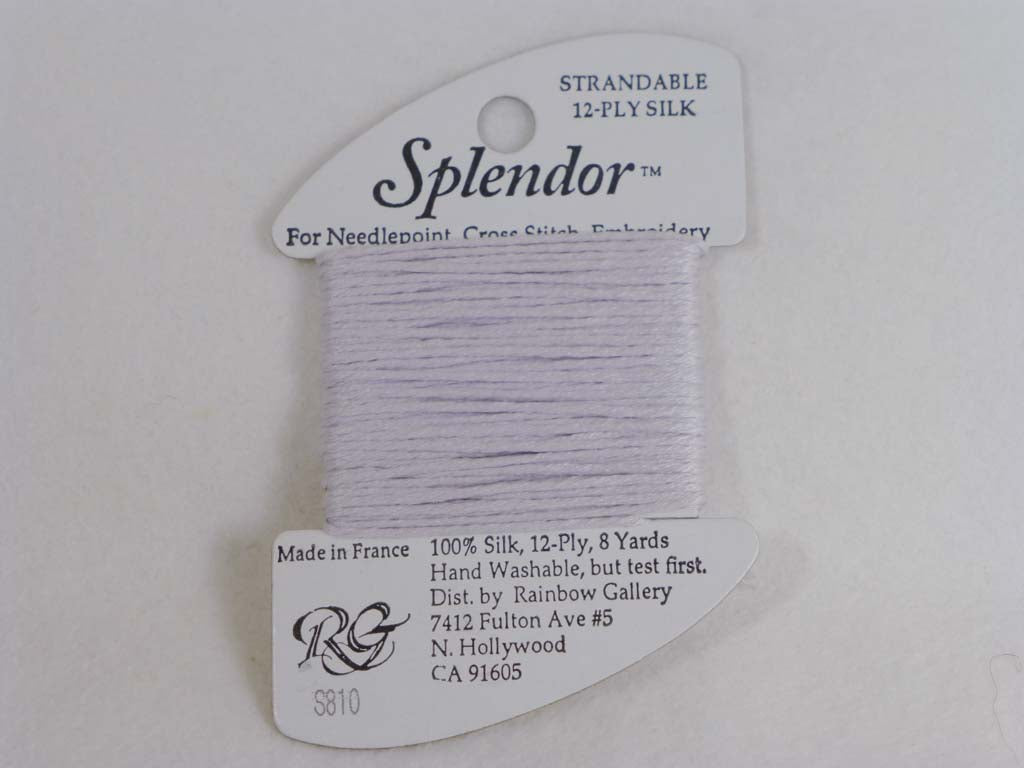 STRANDABLE
12-PLY SILK
Splendor™
For Needlepoint, Cross Stitch, Embroidery
Made in France
100% Silk, 12-Ply, 8 Yards
Hand Washable, but test first.
Dist. by Rainbow Gallery
7412 Fulton Ave #5
N. Hollywood
CA 91605
RG
S810